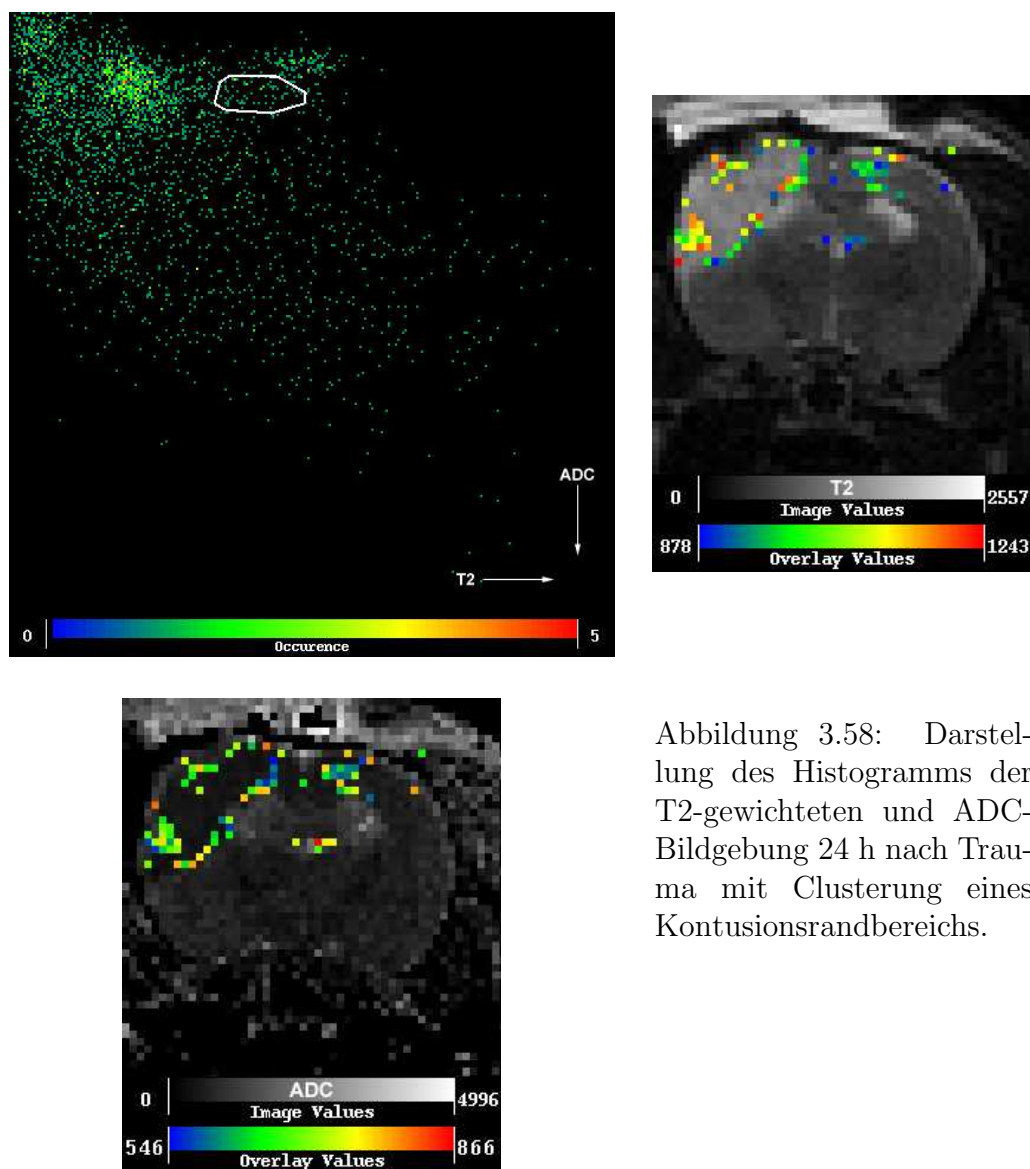 ADC
T2
0
5
Occurence
T2
0
2557
Image Values
878
1243
Overlay Values
ADC
0
4996
Image Values
546
866
Overlay Values
Abbildung 3.58: Darstel-
lung des Histogramms der
T2-gewichteten und ADC-
Bildgebung 24 h nach Trau-
ma mit Clusterung eines
Kontusionsrandbereichs.